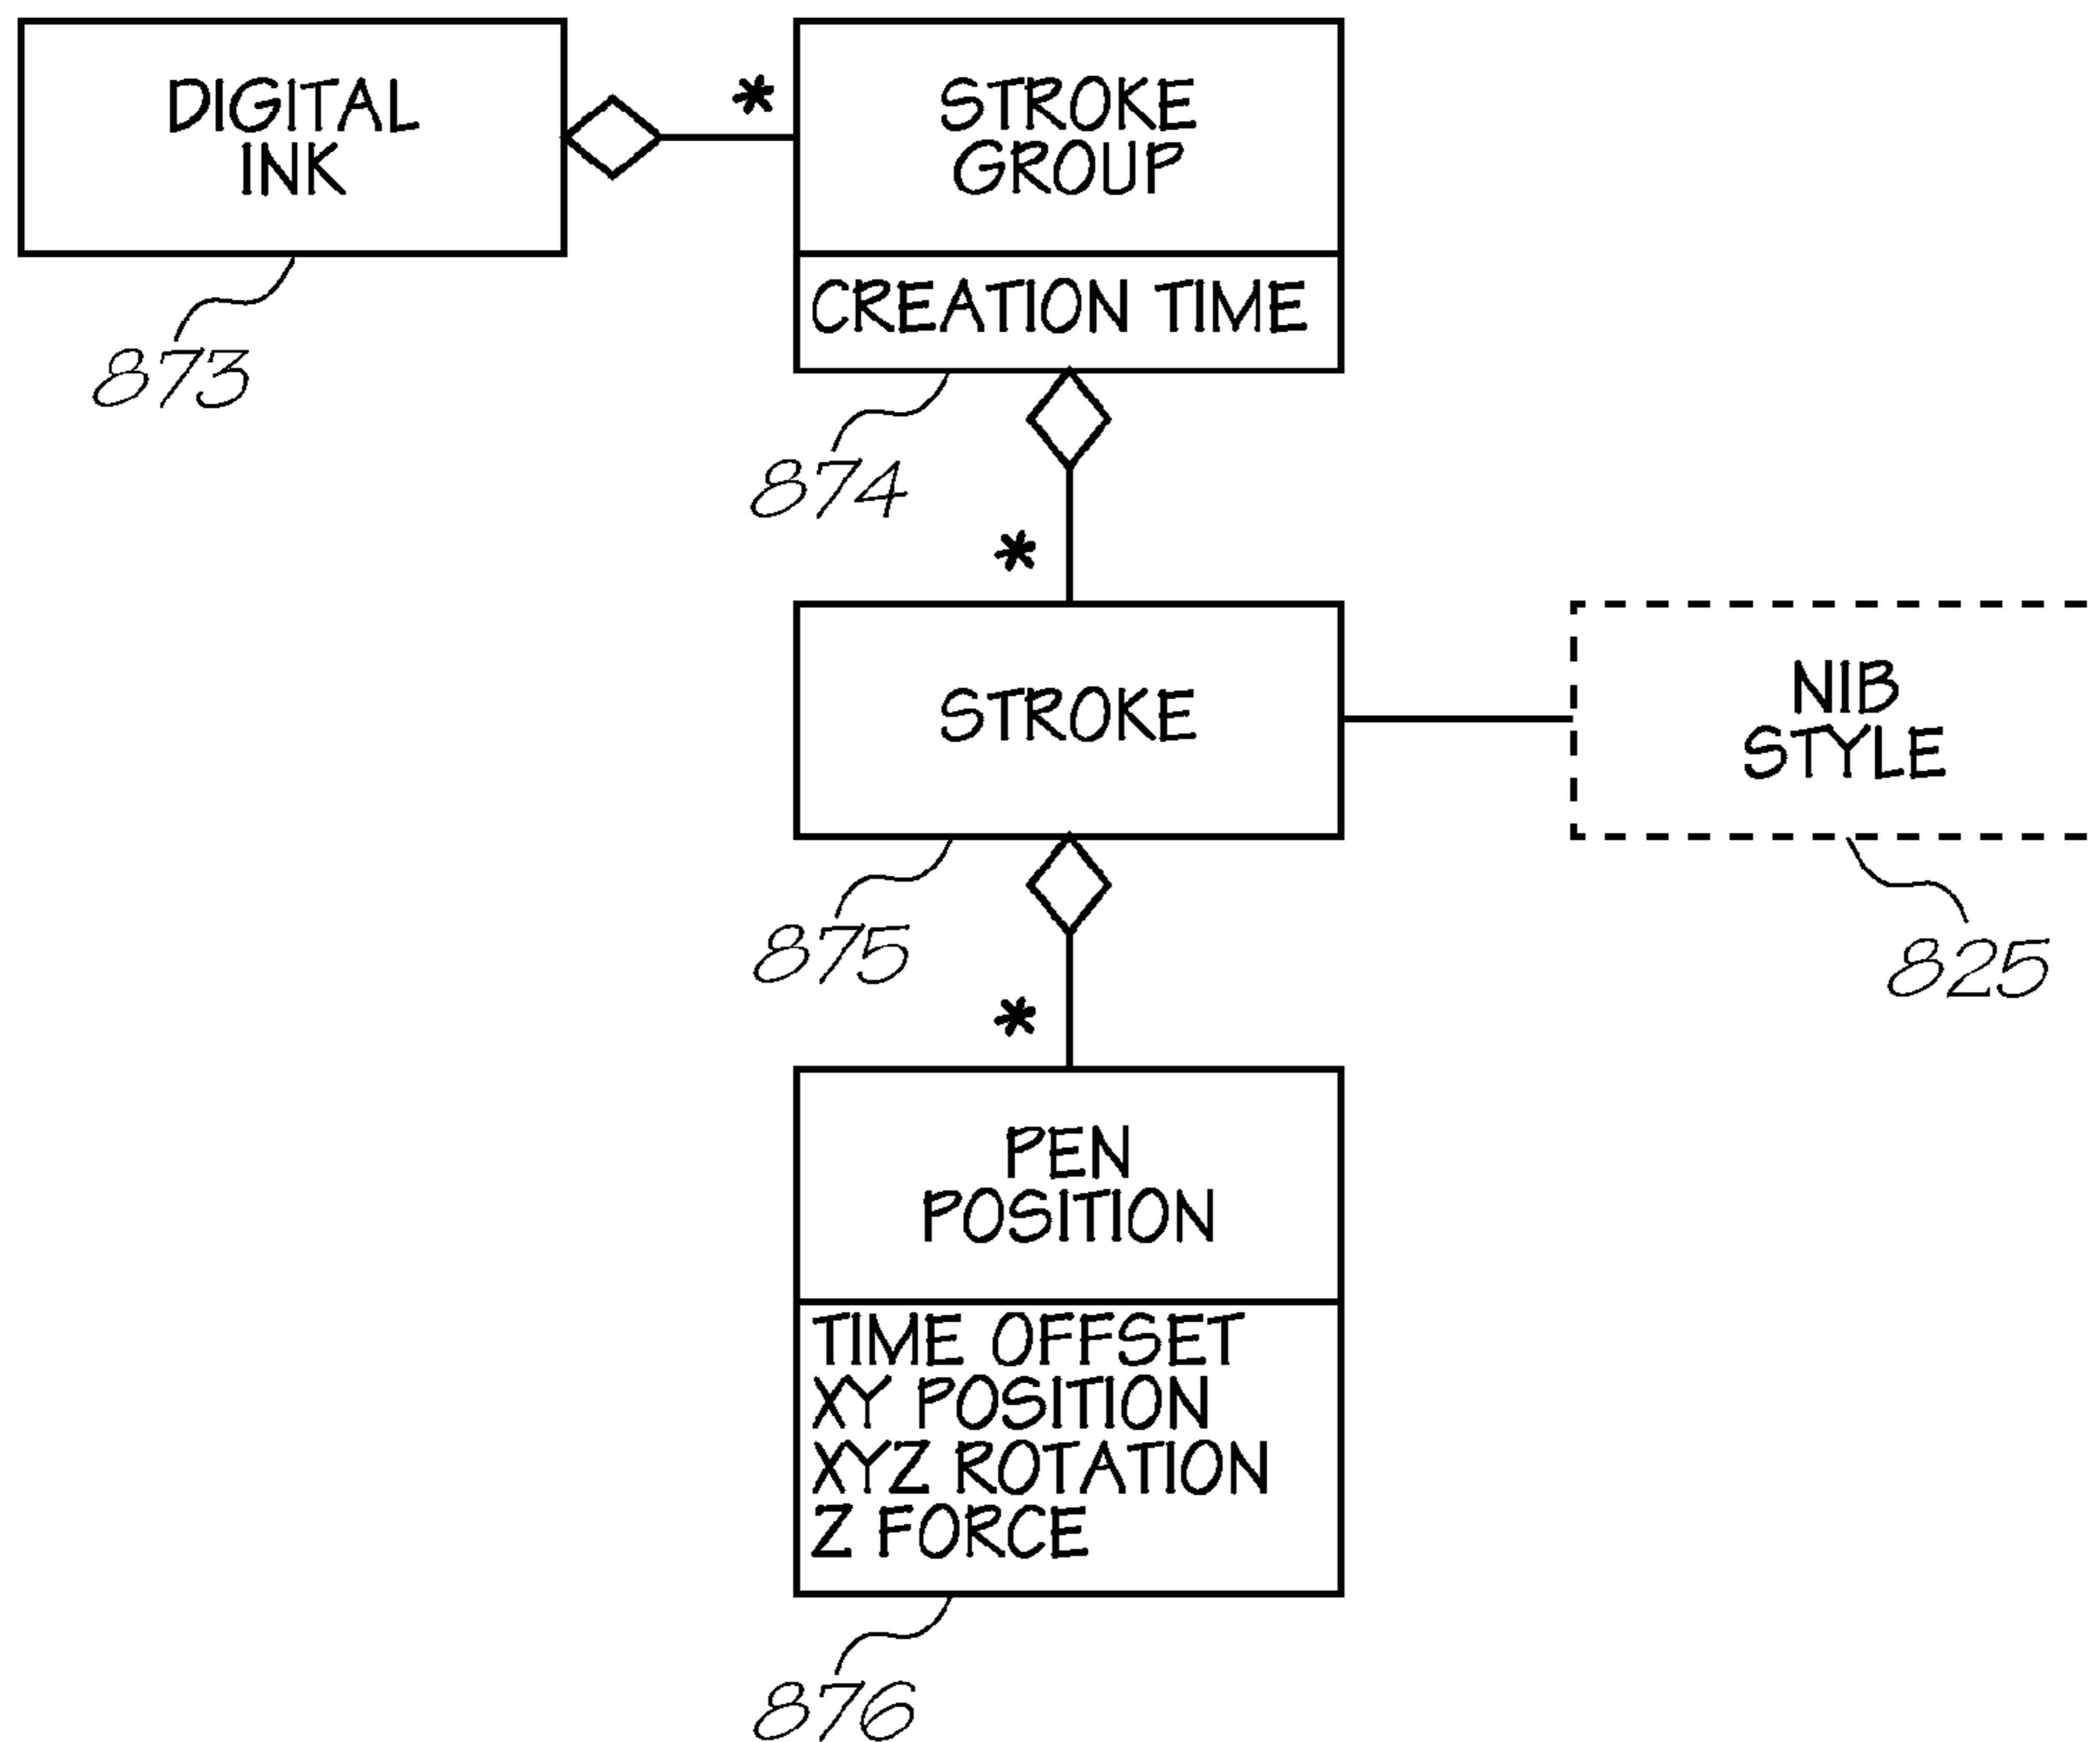 DIGITAL
INK
873
*
STROKE
GROUP
CREATION TIME
874
*
STROKE
875
NIB
STYLE
825
*
PEN
POSITION
TIME OFFSET
XY POSITION
XYZ ROTATION
Z FORCE
876